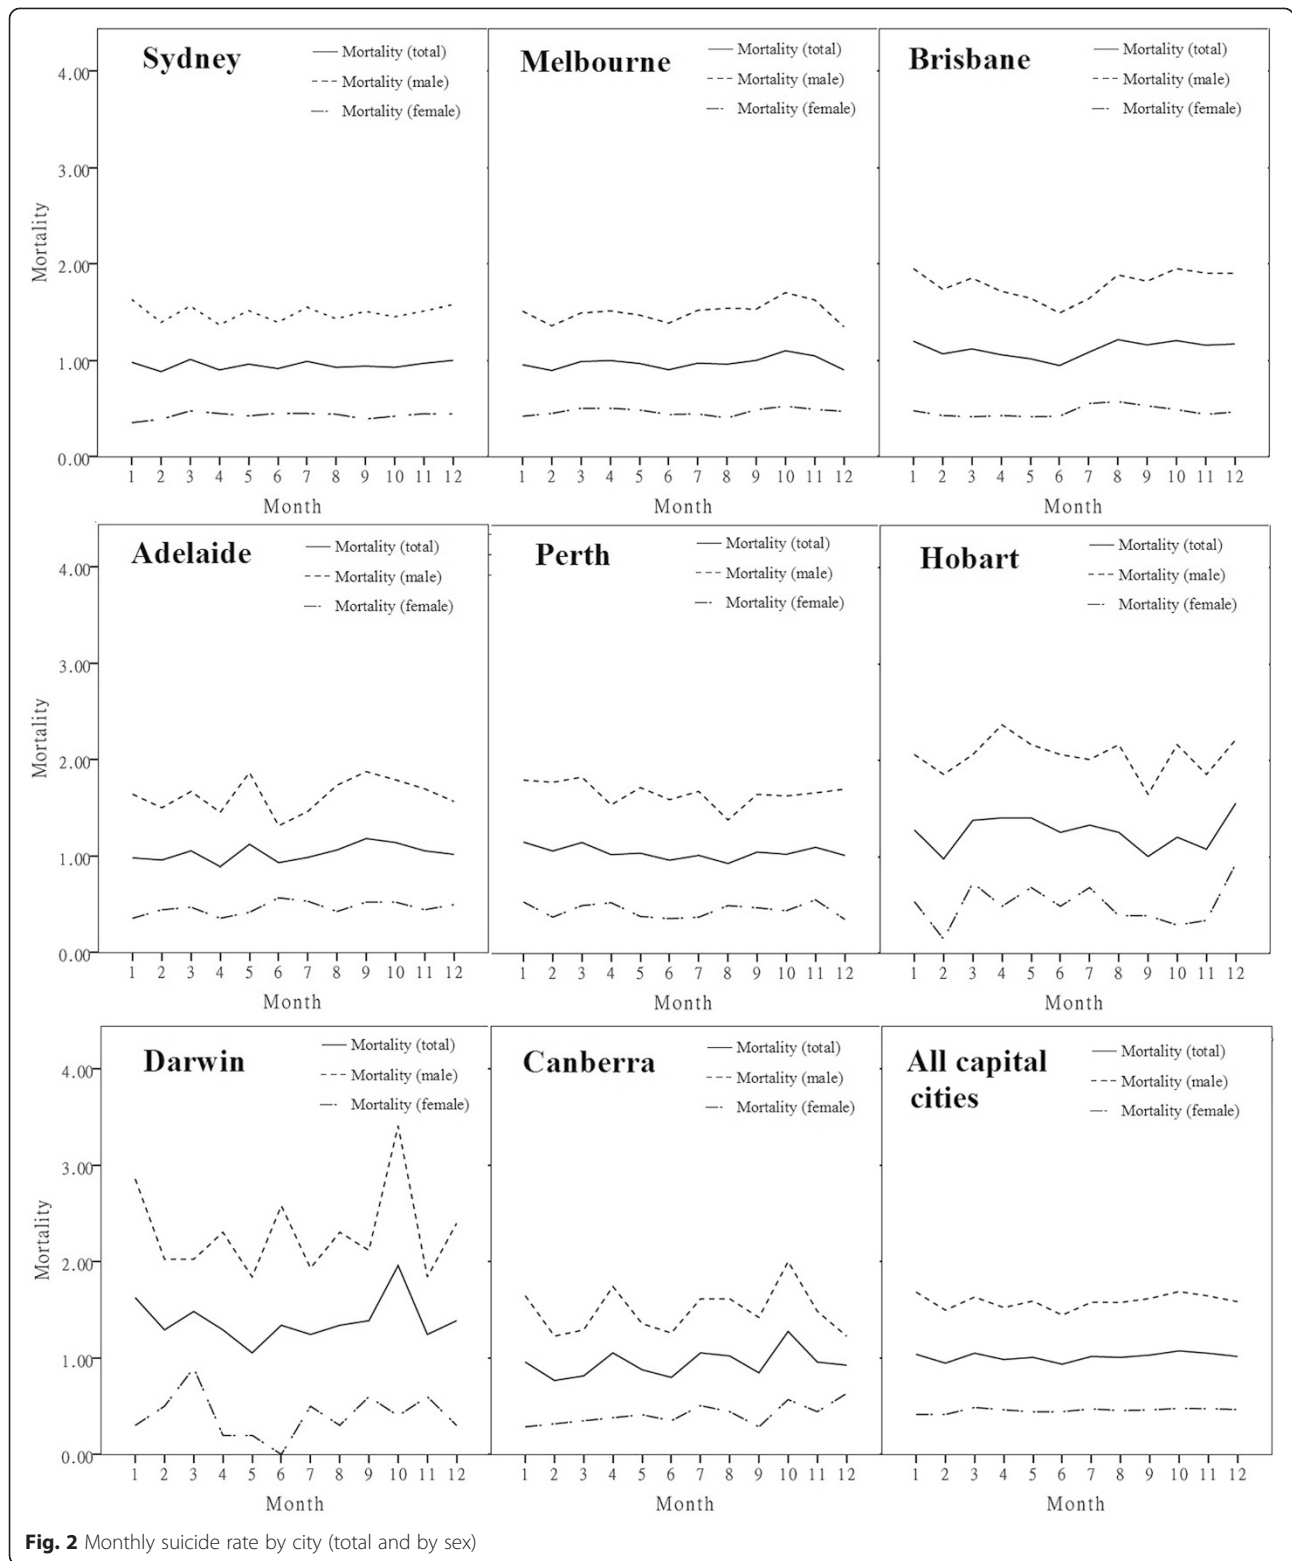 Sydney
Mortality (total)
Mortality (male)
Mortality (female)
Melbourne
Mortality (total)
Mortality (male)
Mortality (female)
Brisbane
Mortality (total)
Mortality (male)
Mortality (female)
Mortality
4.00
3.00
2.00
1.00
0.00
1 2 3 4 5 6 7 8 9 10 11 12
Month
1 2 3 4 5 6 7 8 9 10 11 12
Month
1 2 3 4 5 6 7 8 9 10 11 12
Month
Adelaide
Mortality (total)
Mortality (male)
Mortality (female)
Perth
Mortality (total)
Mortality (male)
Mortality (female)
Hobart
Mortality (total)
Mortality (male)
Mortality (female)
Mortality
4.00
3.00
2.00
1.00
0.00
1 2 3 4 5 6 7 8 9 10 11 12
Month
1 2 3 4 5 6 7 8 9 10 11 12
Month
1 2 3 4 5 6 7 8 9 10 11 12
Month
Darwin
Mortality (total)
Mortality (male)
Mortality (female)
Canberra
Mortality (total)
Mortality (male)
Mortality (female)
All capital
cities
Mortality (total)
Mortality (male)
Mortality (female)
Mortality
4.00
3.00
2.00
1.00
0.00
1 2 3 4 5 6 7 8 9 10 11 12
Month
1 2 3 4 5 6 7 8 9 10 11 12
Month
1 2 3 4 5 6 7 8 9 10 11 12
Month
Fig. 2 Monthly suicide rate by city (total and by sex)